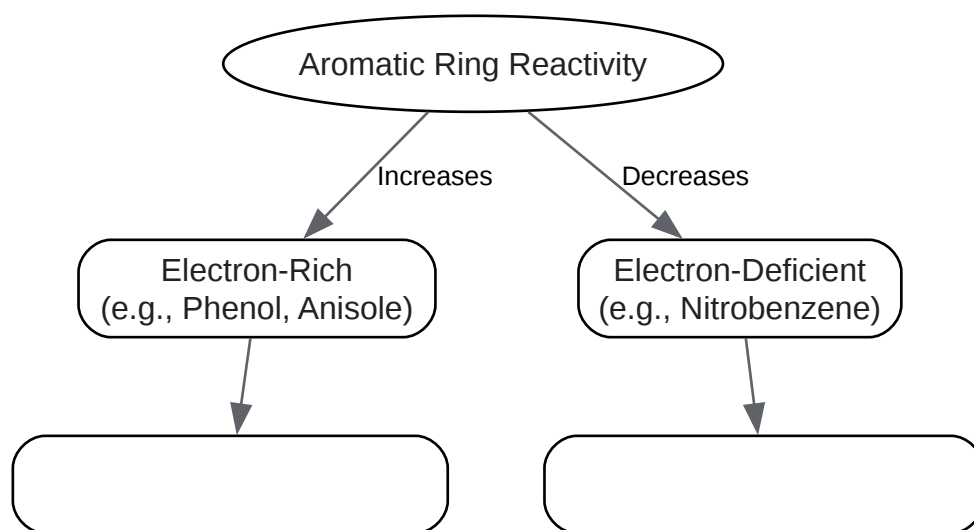 Aromatic Ring Reactivity
Increases
Decreases
Electron-Rich
(e.g., Phenol, Anisole)
Electron-Deficient
(e.g., Nitrobenzene)